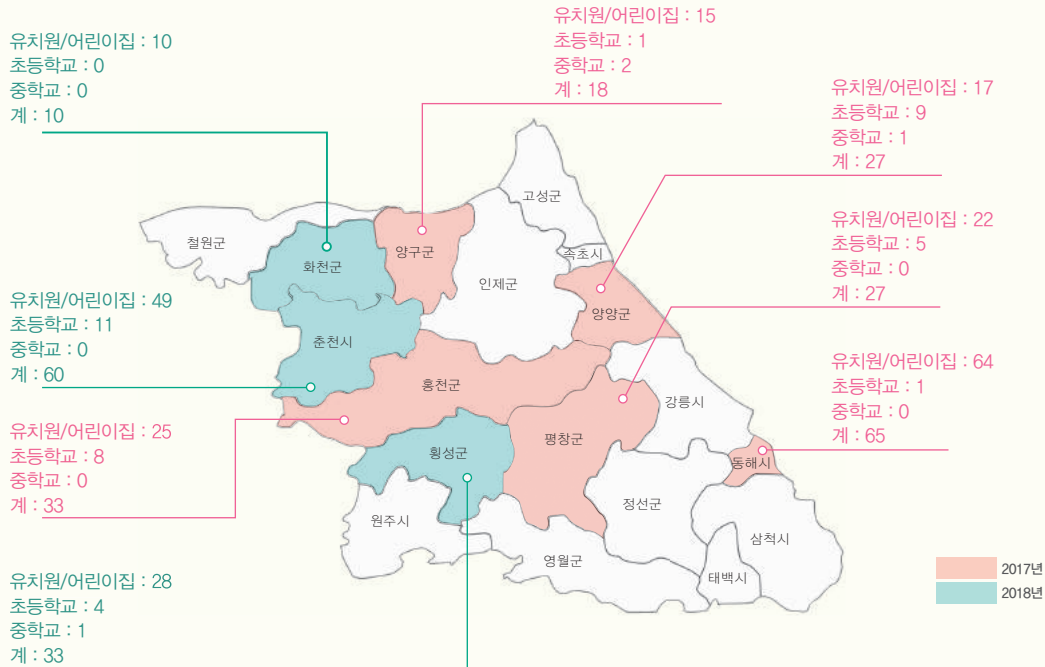 유치원/어린이집 : 10
초등학교 : 0
중학교 : 0
계 : 10
유치원/어린이집 : 15
초등학교 : 1
중학교 : 2
계 : 18
유치원/어린이집 : 17
초등학교 : 9
중학교 : 1
계 : 27
유치원/어린이집 : 22
초등학교 : 5
중학교 : 0
계 : 27
유치원/어린이집 : 49
초등학교 : 11
중학교 : 0
계 : 60
유치원/어린이집 : 64
초등학교 : 1
중학교 : 0
계 : 65
유치원/어린이집 : 25
초등학교 : 8
중학교 : 0
계 : 33
유치원/어린이집 : 28
초등학교 : 4
중학교 : 1
계 : 33
고성군
철원군
양구군
속초시
화천군
인제군
양양군
춘천시
홍천군
강릉시
평창군
횡성군
동해시
정선군
원주시
삼척시
영월군
태백시
2017년
2018년